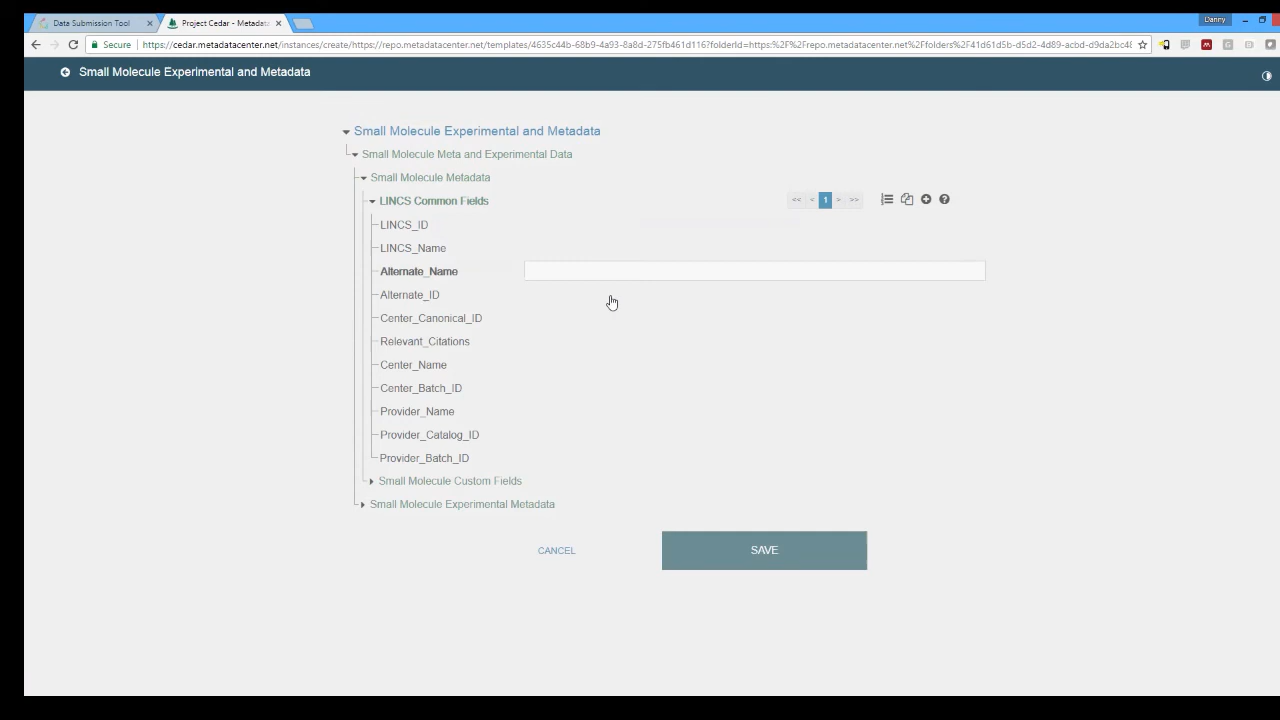 Danny
Data Submission Tool
Project Cedar - Metadata
Secure https://cedar.metadatacenter.net/instances/create/https://repo.metadatacenter.net/templates/4635c44b-68b9-4a93-8a8d-275fb461d116?folderId=https:%2F%2Frepo.metadatacenter.net%2Ffolders%2F41d61d5b-d5d2-4d89-acbd-d9da2bc48
Small Molecule Experimental and Metadata
Small Molecule Experimental and Metadata
Small Molecule Meta and Experimental Data
Small Molecule Metadata
LINCS Common Fields << < 1 > >>
LINCS_ID
LINCS_Name
Alternate_Name
Alternate_ID
Center_Canonical_ID
Relevant_Citations
Center_Name
Center_Batch_ID
Provider_Name
Provider_Catalog_ID
Provider_Batch_ID
Small Molecule Custom Fields
Small Molecule Experimental Metadata
CANCEL SAVE